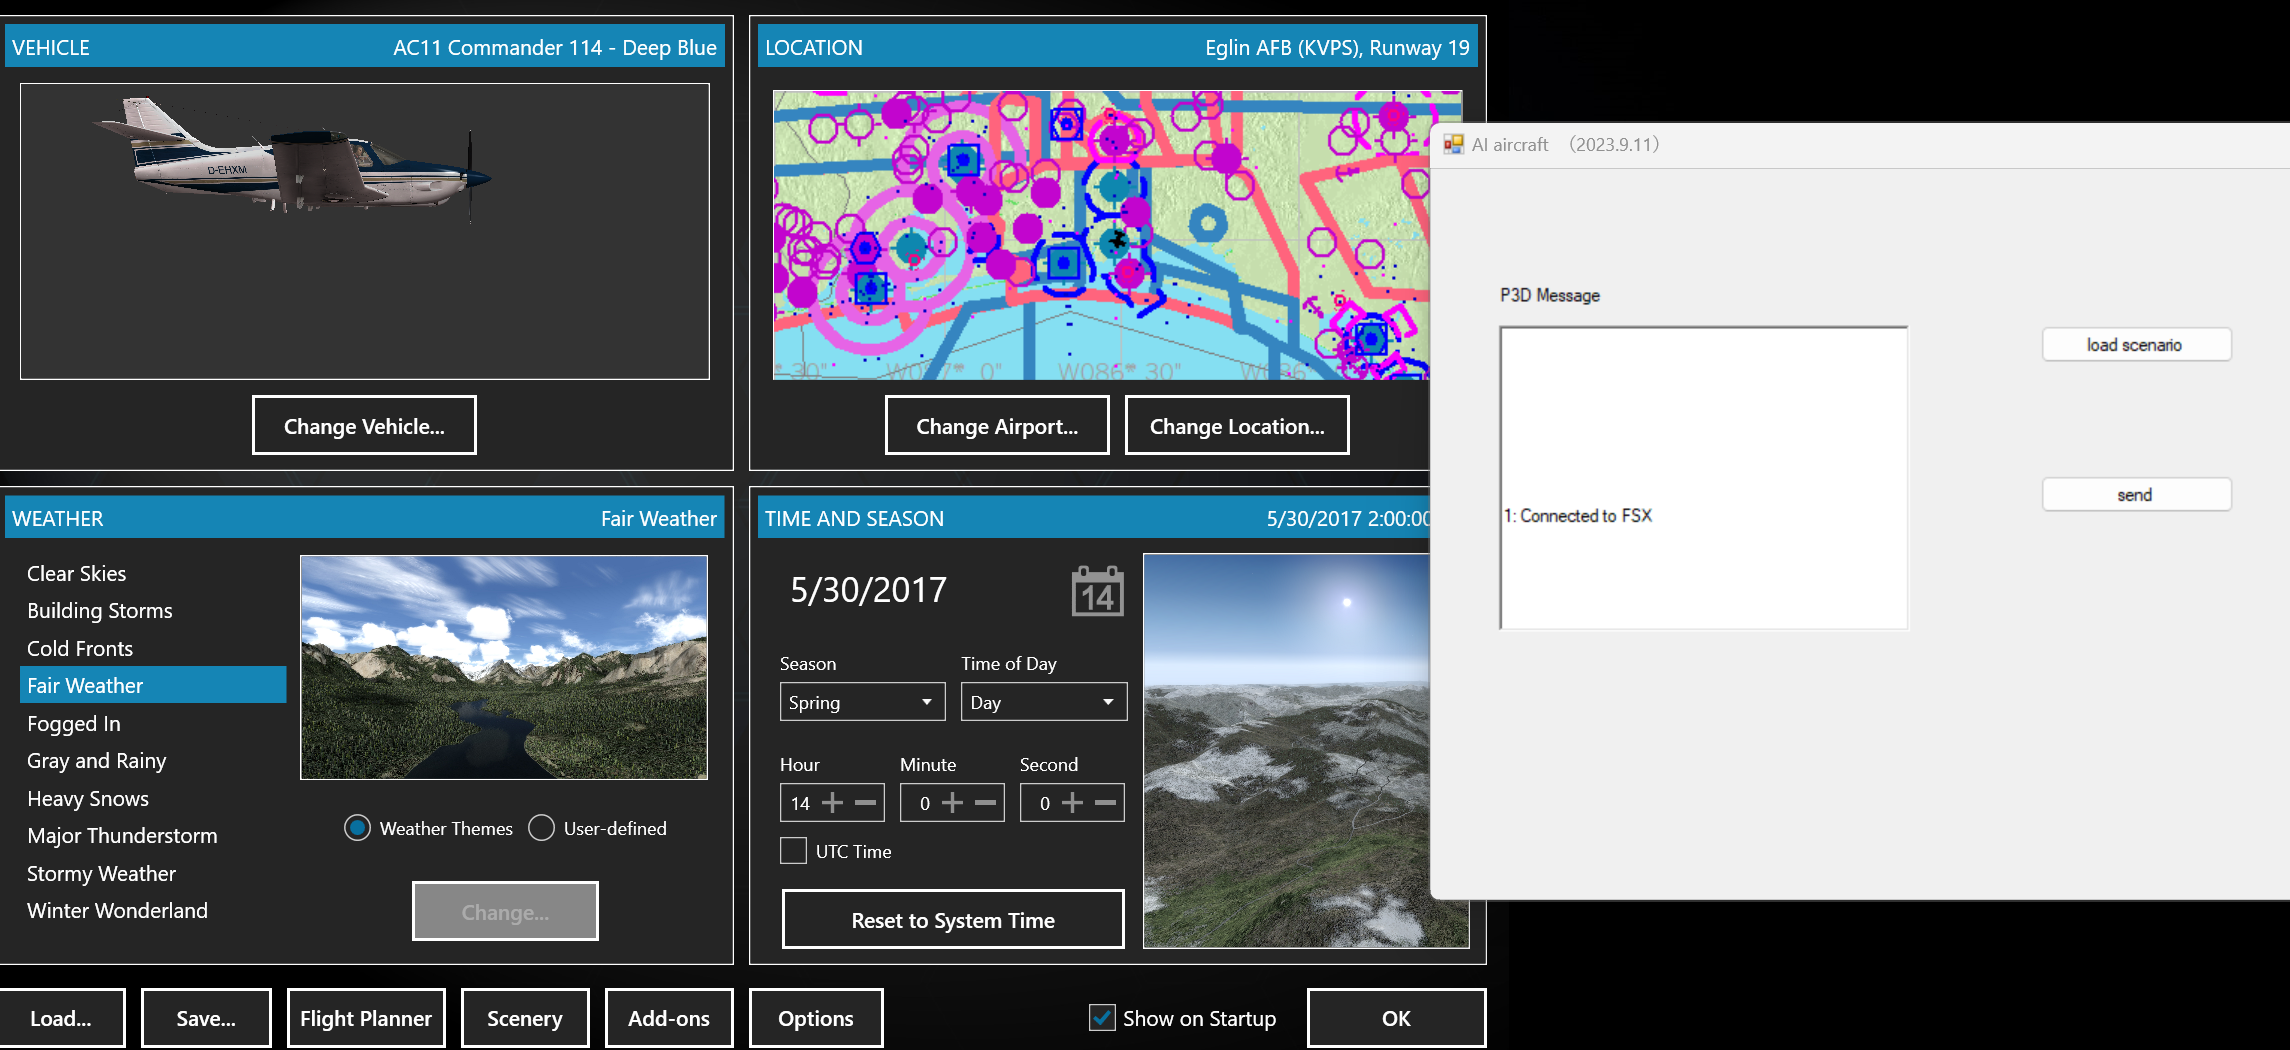 VEHICLE
AC11 Commander 114 - Deep Blue
D-EHXM
Change Vehicle...
LOCATION
Eglin AFB (KVPS), Runway 19
30"
0"
W086° 30"
Change Airport...
Change Location...
WEATHER
Fair Weather
Clear Skies
Building Storms
Cold Fronts
Fair Weather
Fogged In
Gray and Rainy
Heavy Snows
Major Thunderstorm
Stormy Weather
Winter Wonderland
Weather Themes
User-defined
Change...
TIME AND SEASON
5/30/2017 2:00:00
5/30/2017
14
Season
Time of Day
Spring
Day
Hour
Minute
Second
14
0
0
UTC Time
Reset to System Time
Load...
Save...
Flight Planner
Scenery
Add-ons
Options
Show on Startup
OK
AI aircraft （2023.9.11）
P3D Message
1: Connected to FSX
load scenario
send